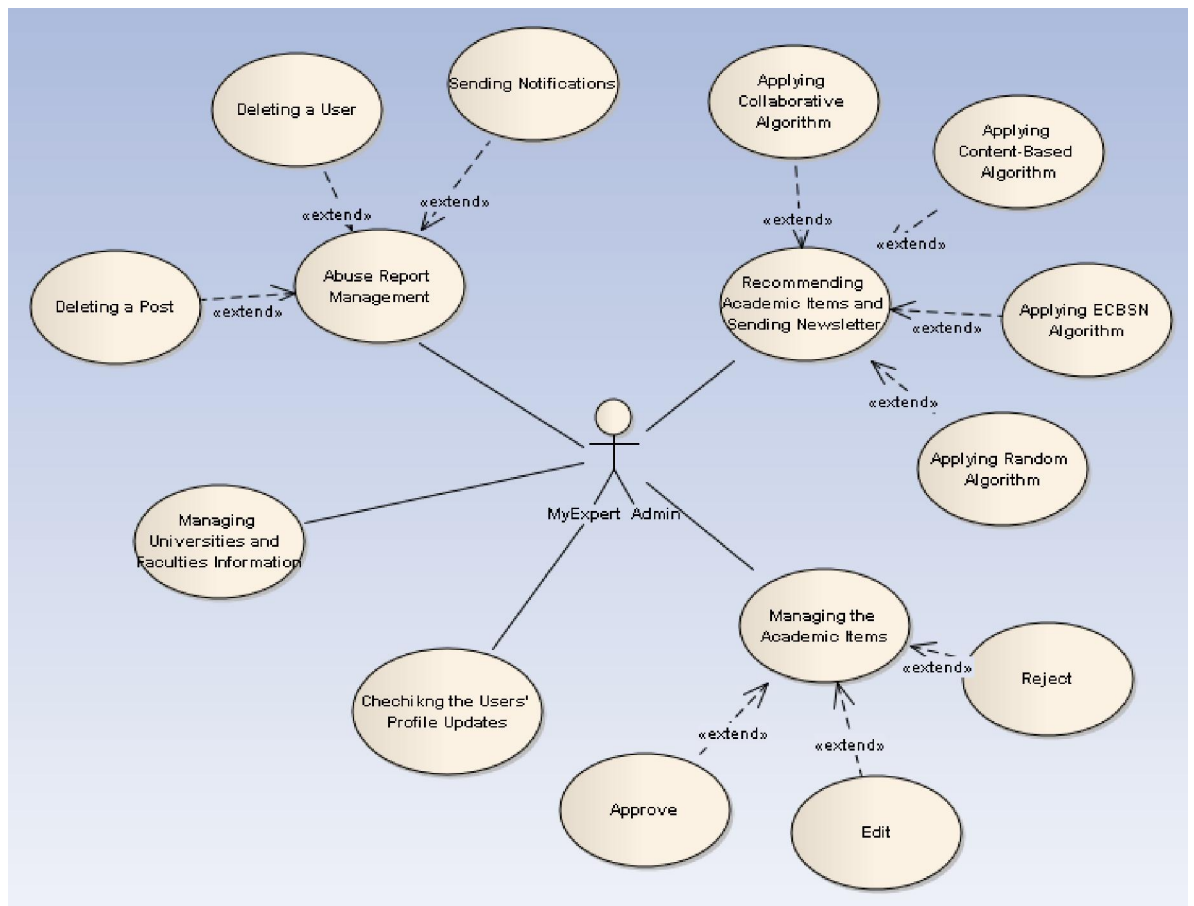 Sending Notifications
Deleting a User
Applying
Collaborative
Algorithm
Applying
Content-Based
Algorithm
«extend»
«extend»
«extend»
«extend»
Deleting a Post
«extend»
Abuse Report
Management
Recommending
Academic Items and
Sending Newsletter
«extend»
Applying ECBSN
Algorithm
«extend»
Applying Random
Algorithm
MyExpert Admin
Managing
Universities and
Faculties Information
Managing the
Academic Items
«extend»
Reject
Chechikng the Users'
Profile Updates
«extend»
«extend»
Approve
Edit